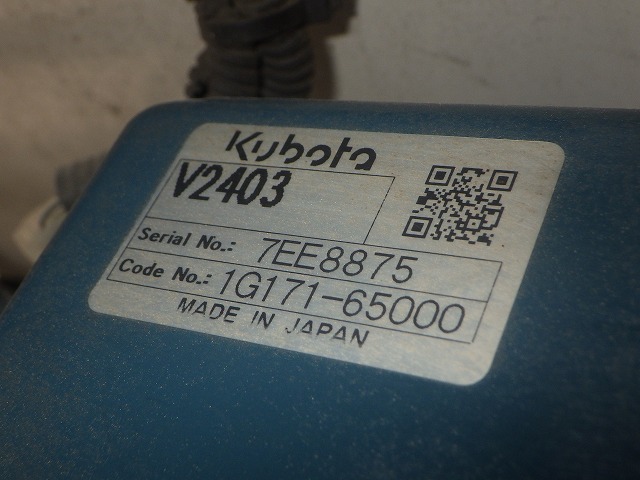 Kubota
V2403
Serial No.: 7EE8875
Code No.: 1G171-65000
MADE IN JAPAN